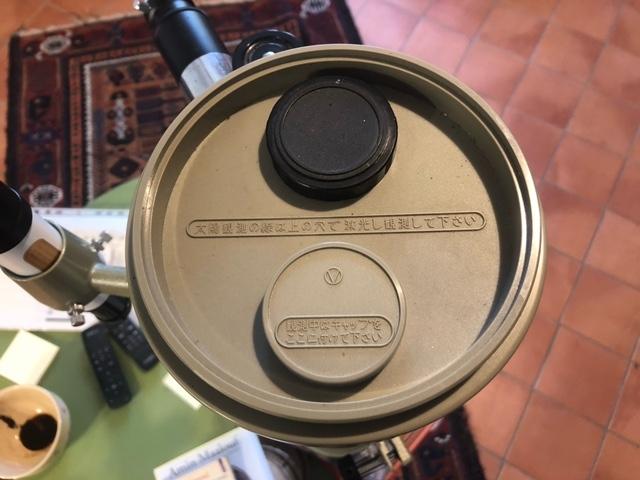 太陽観測の際は上の穴で減光し観測して下さい
V
観測中はキャップを
ここに付けて下さい